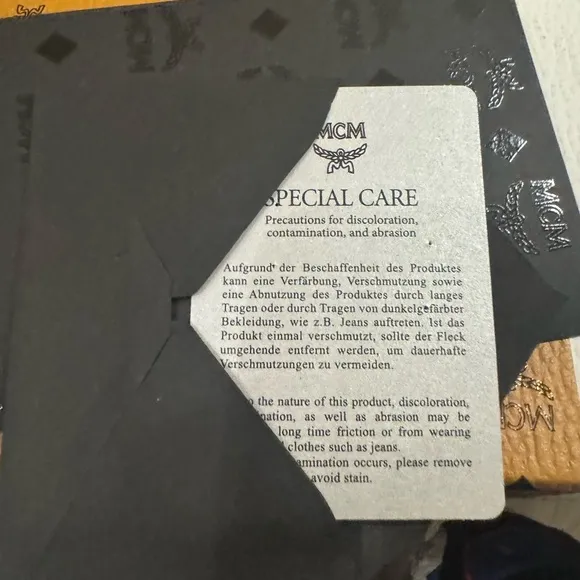 MCM
SPECIAL CARE
Precautions for discoloration,
contamination, and abrasion
Aufgrund der Beschaffenheit des Produktes
kann eine Verfärbung, Verschmutzung sowie
eine Abnutzung des Produktes durch langes
Tragen oder durch Tragen von dunkelgefärbter
Bekleidung, wie z.B. Jeans auftreten. Ist das
Produkt einmal verschmutzt, sollte der Fleck
umgehende entfernt werden, um dauerhafte
Verschmutzungen zu vermeiden.
the nature of this product, discoloration,
as well as abrasion may be
long time friction or from wearing
clothes such as jeans.
occurs, please remove
avoid stain.
MCM
MCM
MCM